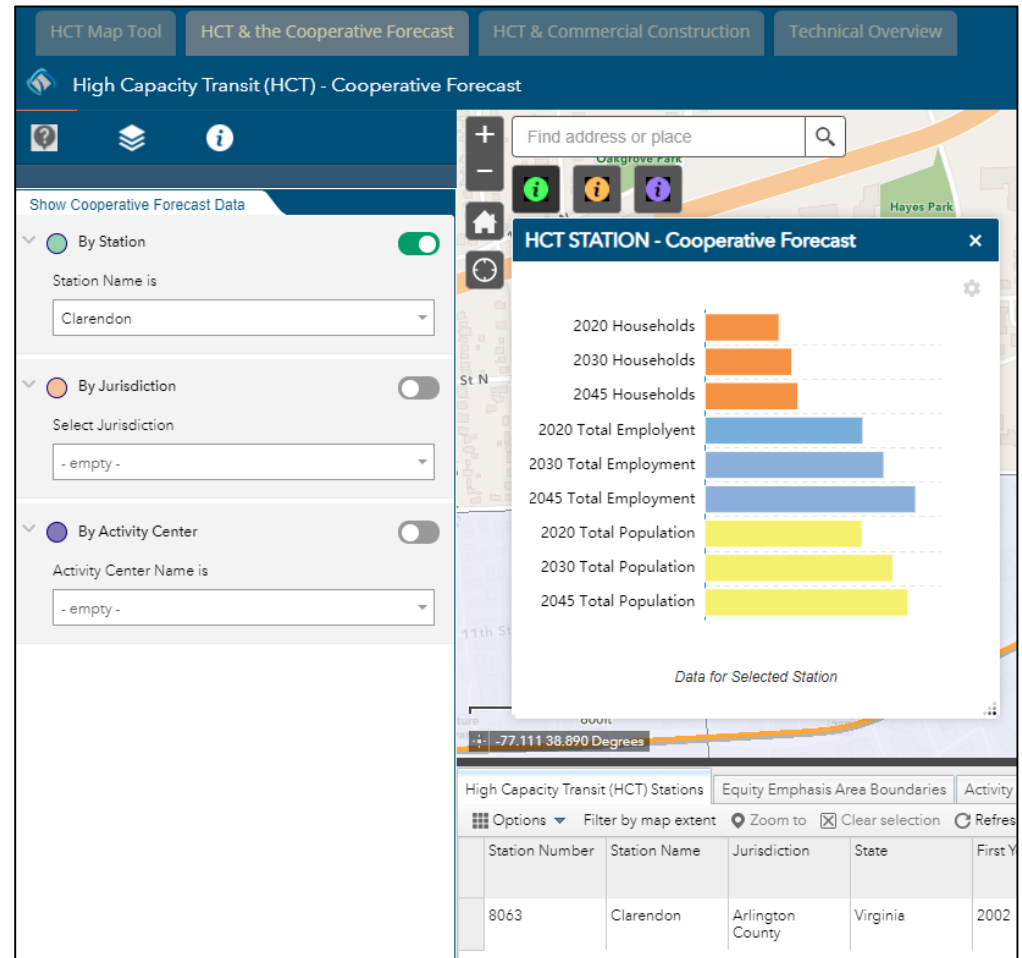 HCT Map Tool
HCT & the Cooperative Forecast
HCT & Commercial Construction
Technical Overview
High Capacity Transit (HCT) - Cooperative Forecast
Show Cooperative Forecast Data
By Station
Station Name is
Clarendon
By Jurisdiction
Select Jurisdiction
- empty -
By Activity Center
Activity Center Name is
- empty -
+
Find address or place
−
Oakgrove Park
Hayes Park
St N
11th St
HCT STATION - Cooperative Forecast ×
2020 Households
2030 Households
2045 Households
2020 Total Emplolyent
2030 Total Employment
2045 Total Employment
2020 Total Population
2030 Total Population
2045 Total Population
Data for Selected Station
600ft
-77.111 38.890 Degrees
High Capacity Transit (HCT) Stations
Equity Emphasis Area Boundaries
Activity
Options
Filter by map extent
Zoom to
Clear selection
Refres
Station Number
Station Name
Jurisdiction
State
First Y
8063
Clarendon
Arlington
County
Virginia
2002